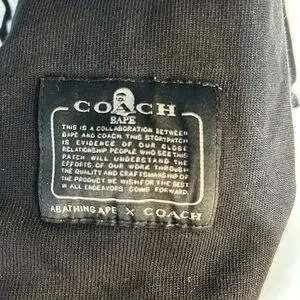 COACH
BAPE
THIS IS A COLLABORATION BETWEEN
BAPE AND COACH. THIS STORYPATCH
IS EVIDENCE OF OUR CLOSE
RELATIONSHIP. PEOPLE WHO SEE THIS
PATCH WILL UNDERSTAND THE
EFFORTS OF OUR WORK THROUGH
THE QUALITY AND CRAFTSMANSHIP OF
THE PRODUCT WE WISH FOR THE BEST
IN ALL ENDEAVORS GOING FORWARD.
A BATHING APE X COACH